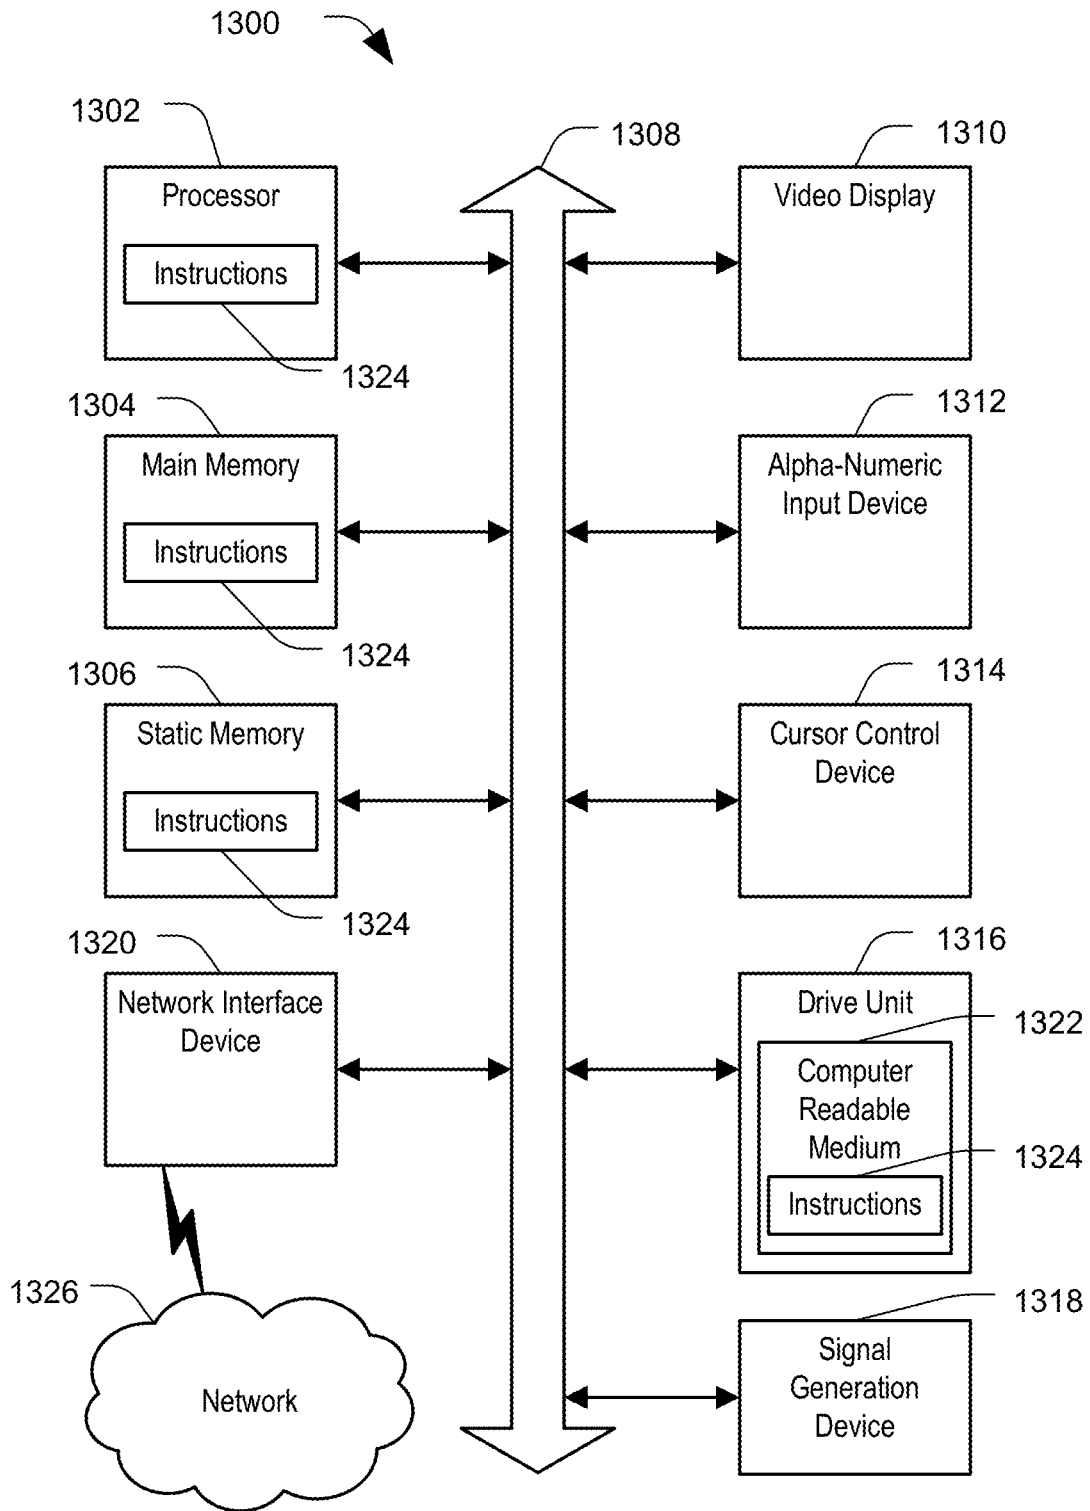 1300
1302
Processor
Instructions
1324
1304
Main Memory
Instructions
1324
1306
Static Memory
Instructions
1324
1320
Network Interface
Device
1326
Network
1308
1310
Video Display
1312
Alpha-Numeric
Input Device
1314
Cursor Control
Device
1316
Drive Unit
1322
Computer
Readable
Medium
1324
Instructions
1318
Signal
Generation
Device